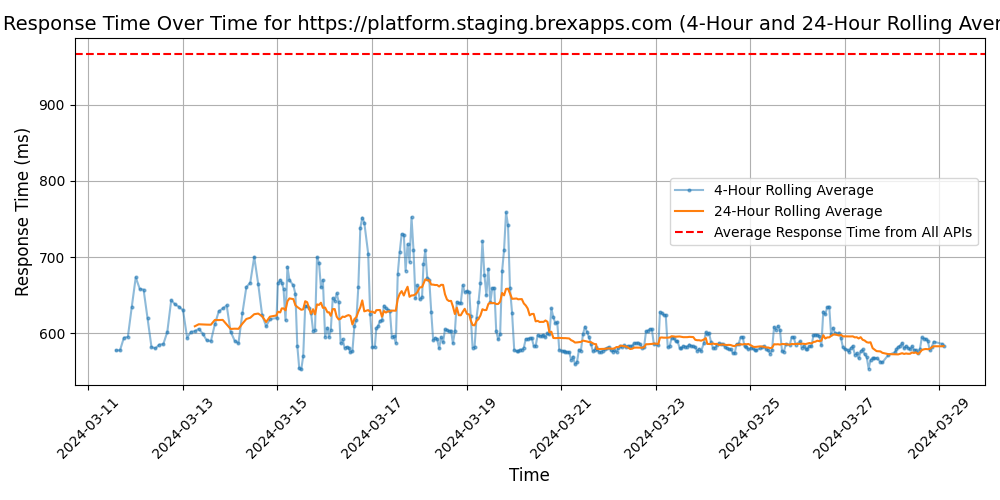 Response Time Over Time for https://platform.staging.brexapps.com (4-Hour and 24-Hour Rolling Aver
Response Time (ms)
900
800
700
600
4-Hour Rolling Average
24-Hour Rolling Average
Average Response Time from All APIs
2024-03-11
2024-03-13
2024-03-15
2024-03-17
2024-03-19
2024-03-21
2024-03-23
2024-03-25
2024-03-27
2024-03-29
Time